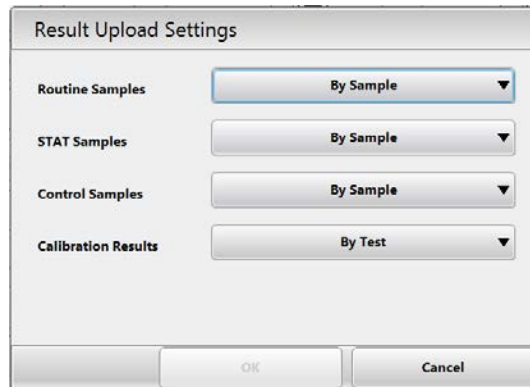 Result Upload Settings
Routine Samples By Sample
STAT Samples By Sample
Control Samples By Sample
Calibration Results By Test
OK Cancel